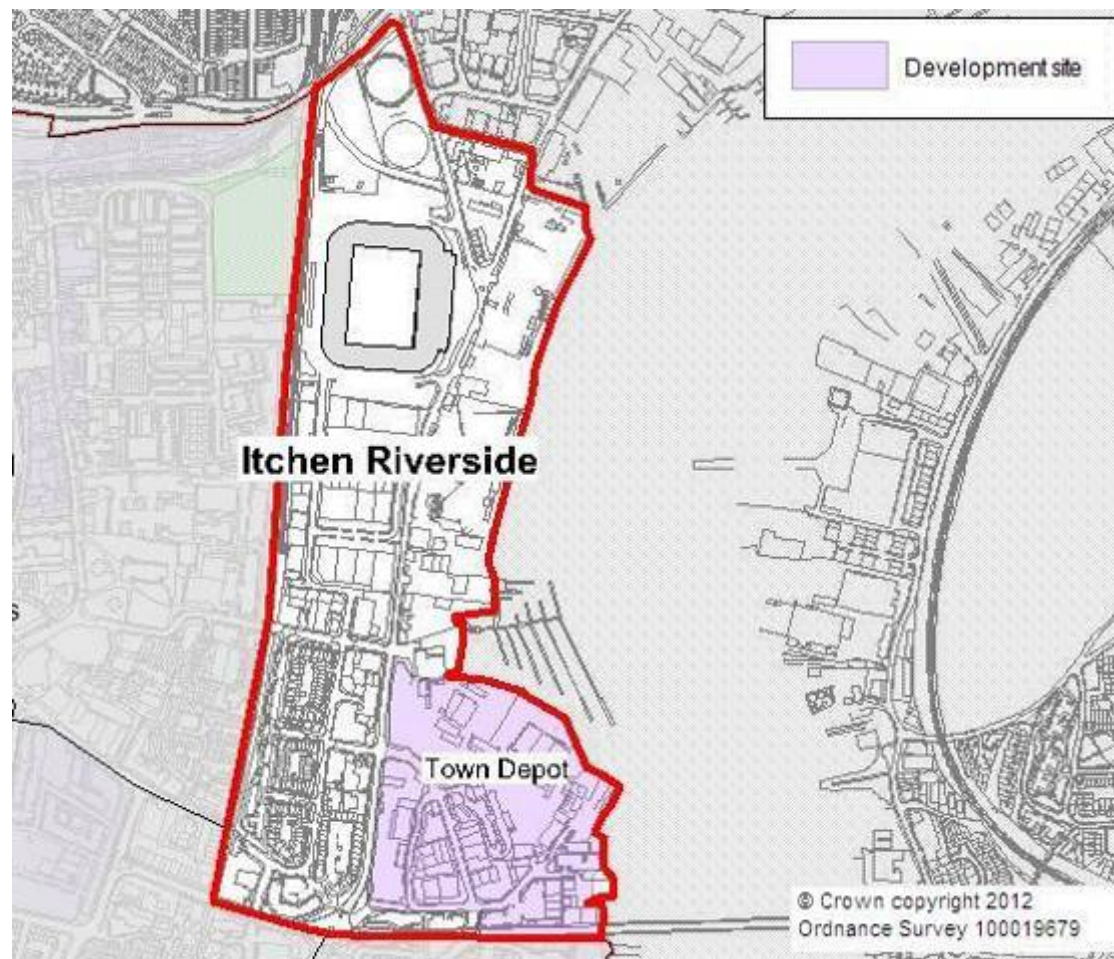 Development site
Itchen Riverside
Town Depot
© Crown copyright 2012
Ordnance Survey 100019679